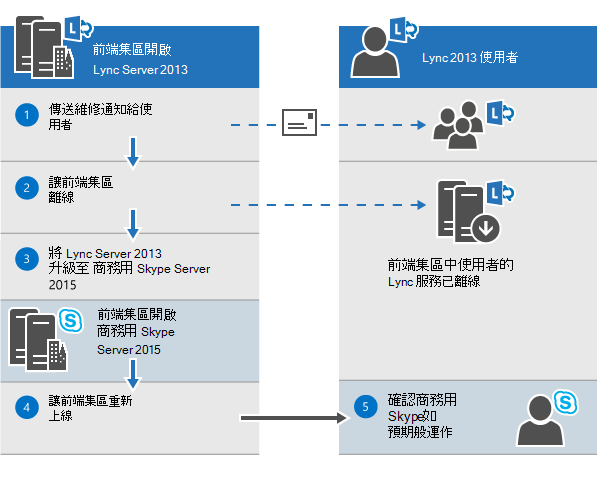 前端集區開啟
Lync Server 2013
1
傳送維修通知給使
用者
2
讓前端集區
離線
3
將 Lync Server 2013
升級至 商務用 Skype Server
2015
前端集區開啟
商務用 Skype
Server 2015
4
讓前端集區重新
上線
Lync 2013 使用者
前端集區中使用者的
Lync 服務已離線
5
確認商務用
Skype如
預期般運作